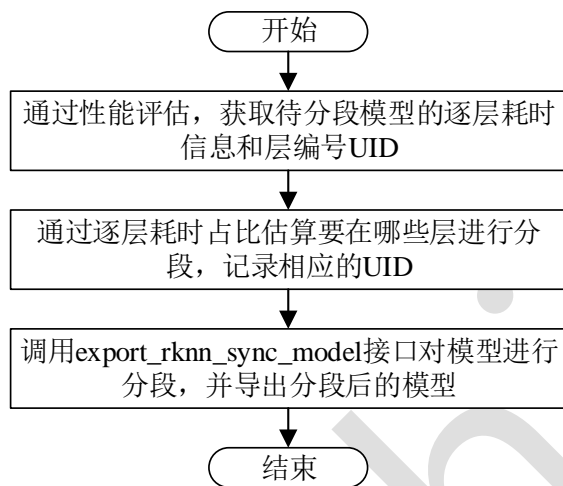 开始
通过性能评估，获取待分段模型的逐层耗时
信息和层编号UID
通过逐层耗时占比估算要在哪些层进行分
段，记录相应的UID
调用export_rknn_sync_model接口对模型进行
分段，并导出分段后的模型
结束